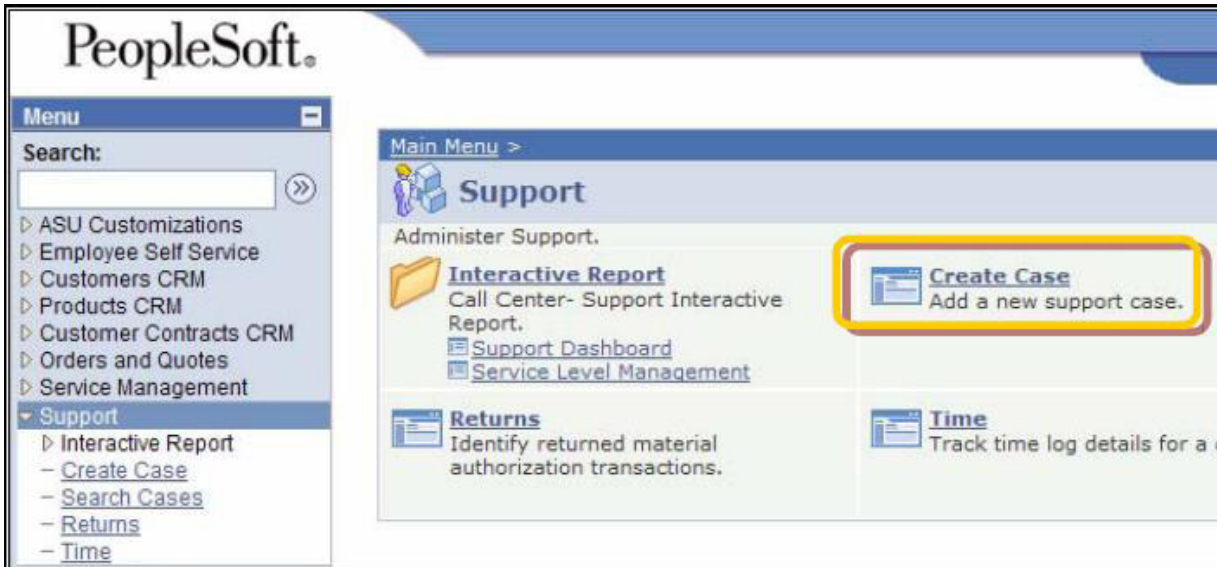 PeopleSoft®
Menu
Search:
ASU Customizations
Employee Self Service
Customers CRM
Products CRM
Customer Contracts CRM
Orders and Quotes
Service Management
Support
Interactive Report
– Create Case
– Search Cases
– Returns
– Time
Main Menu >
Support
Administer Support.
Interactive Report
Call Center- Support Interactive
Report.
Support Dashboard
Service Level Management
Create Case
Add a new support case.
Returns
Identify returned material
authorization transactions.
Time
Track time log details for a